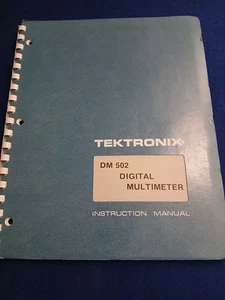 TEKTRONIX
DM 502
DIGITAL
MULTIMETER
INSTRUCTION MANUAL